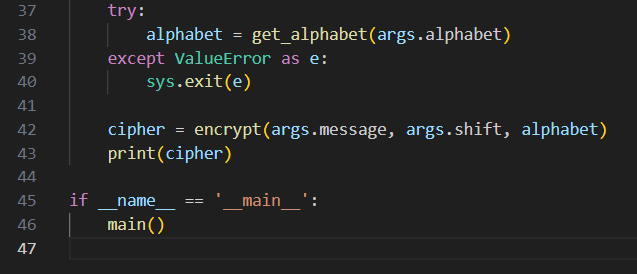 37 try:
38 alphabet = get_alphabet(args.alphabet)
39 except ValueError as e:
40 sys.exit(e)
41
42 cipher = encrypt(args.message, args.shift, alphabet)
43 print(cipher)
44
45 if __name__ == '__main__':
46 main()
47